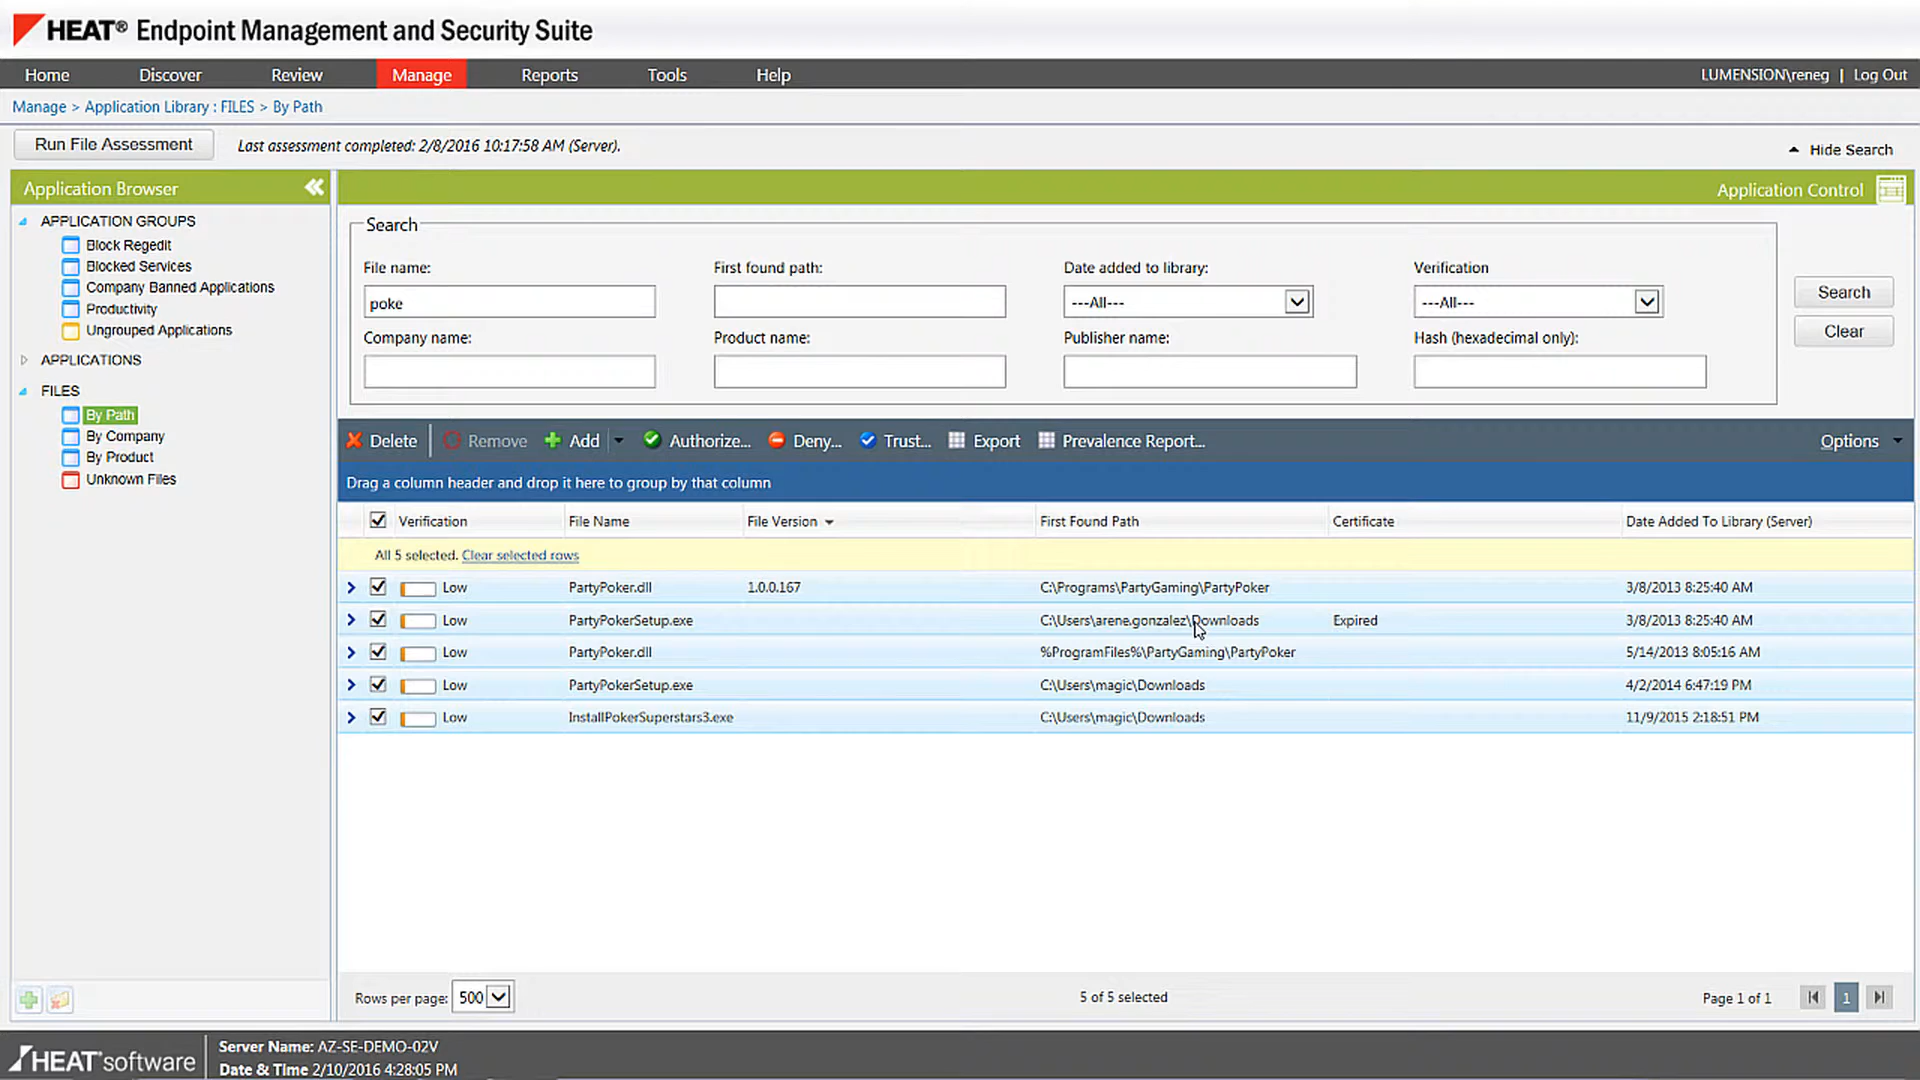 HEAT® Endpoint Management and Security Suite
Home Discover Review Manage Reports Tools Help LUMENSION\reneg | Log Out
Manage > Application Library : FILES > By Path
Run File Assessment Last assessment completed: 2/8/2016 10:17:58 AM (Server). Hide Search
Application Browser Application Control
APPLICATION GROUPS
Block Regedit
Blocked Services
Company Banned Applications
Productivity
Ungrouped Applications
APPLICATIONS
FILES
By Path
By Company
By Product
Unknown Files
Search
File name: First found path: Date added to library: Verification
poke ---All--- ---All--- Search
Company name: Product name: Publisher name: Hash (hexadecimal only): Clear
Delete Remove Add Authorize... Deny... Trust... Export Prevalence Report... Options
Drag a column header and drop it here to group by that column
Verification File Name File Version First Found Path Certificate Date Added To Library (Server)
All 5 selected. Clear selected rows
Low PartyPoker.dll 1.0.0.167 C:\Programs\PartyGaming\PartyPoker 3/8/2013 8:25:40 AM
Low PartyPokerSetup.exe C:\Users\arene.gonzalez\Downloads Expired 3/8/2013 8:25:40 AM
Low PartyPoker.dll %ProgramFiles%\PartyGaming\PartyPoker 5/14/2013 8:05:16 AM
Low PartyPokerSetup.exe C:\Users\magic\Downloads 4/2/2014 6:47:19 PM
Low InstallPokerSuperstars3.exe C:\Users\magic\Downloads 11/9/2015 2:18:51 PM
Rows per page: 500 5 of 5 selected Page 1 of 1 1
HEAT software Server Name: AZ-SE-DEMO-02V
Date & Time 2/10/2016 4:28:05 PM